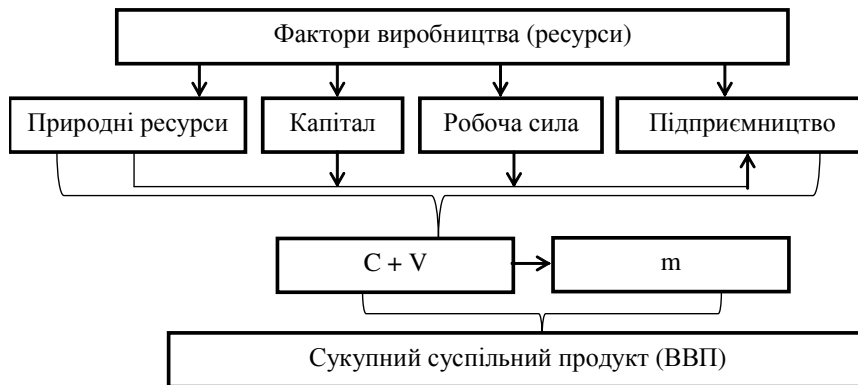 Фактори виробництва (ресурси)
Природні ресурси
Капітал
Робоча сила
Підприємництво
C + V
m
Сукупний суспільний продукт (ВВП)